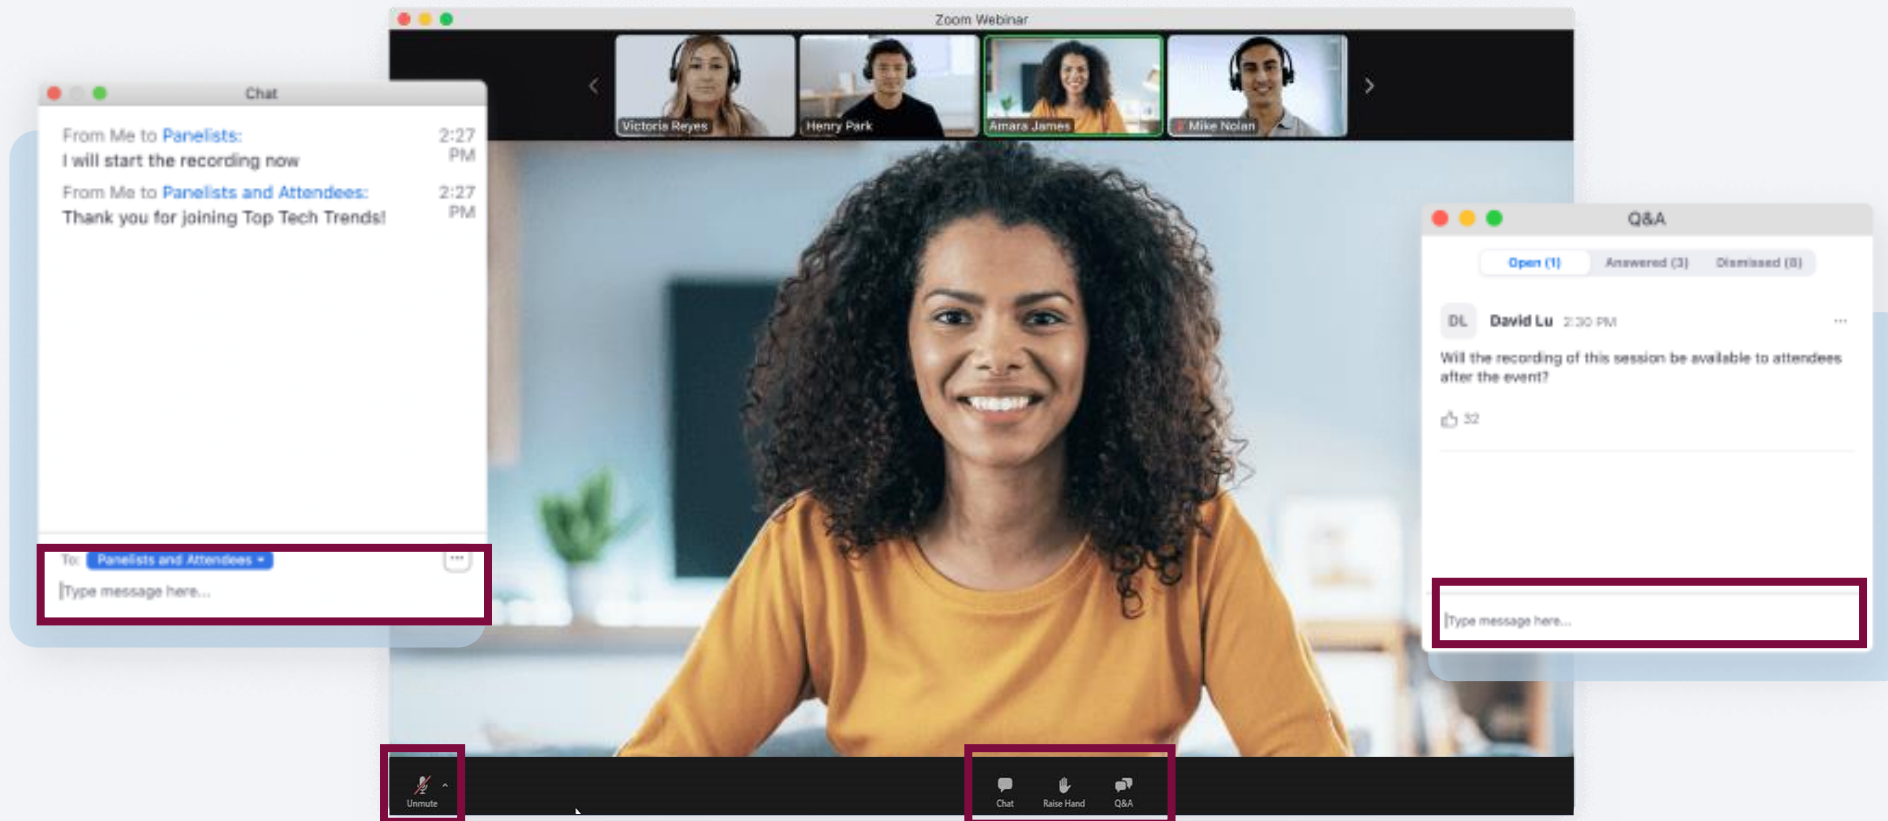 Zoom Webinar
Victoria Reyes
Henry Park
Amara James
Mike Nolan
Chat
From Me to Panelists:
2:27 PM
I will start the recording now
From Me to Panelists and Attendees:
2:27 PM
Thank you for joining Top Tech Trends!
To: Panelists and Attendees
Type message here...
Q&A
Open (1)
Answered (3)
Dismissed (8)
DL
David Lu 2:30 PM
Will the recording of this session be available to attendees
after the event?
32
Type message here...
Unmute
Chat
Raise Hand
Q&A